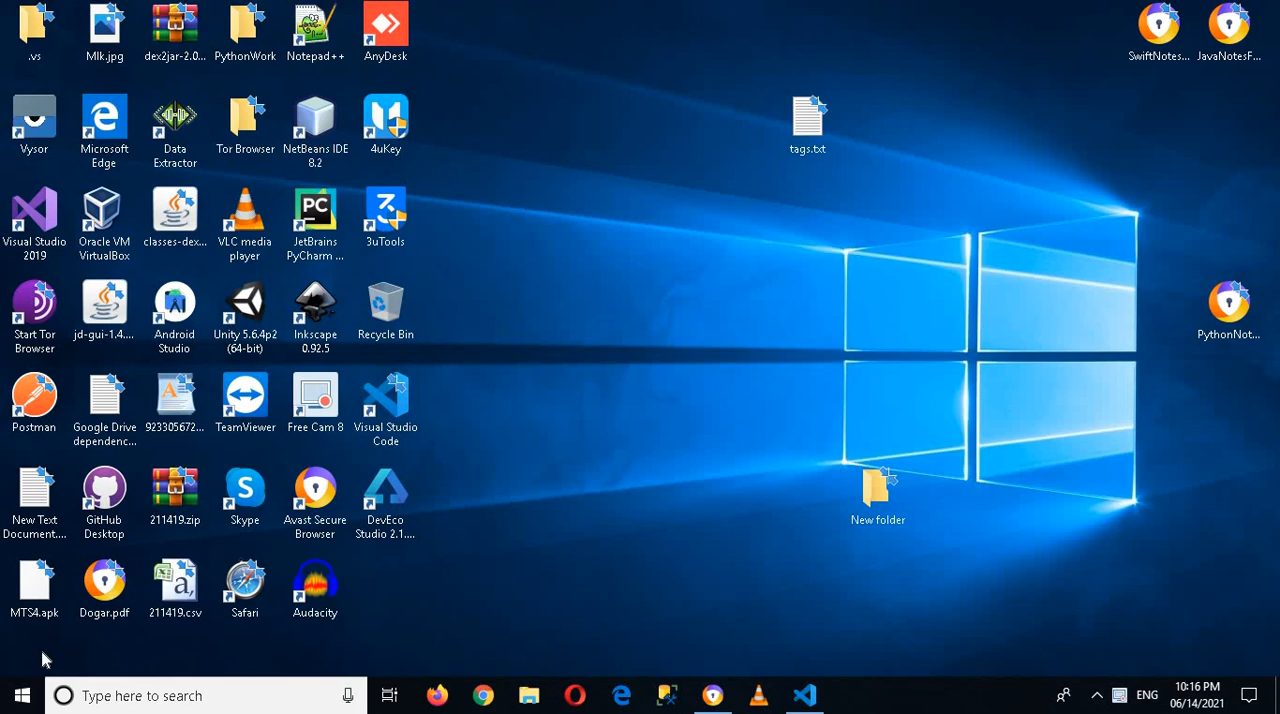 .vs
Mlk.jpg
dex2jar-2.0...
PythonWork
Notepad++
AnyDesk
SwiftNotes...
JavaNotesF...
Vysor
Microsoft
Edge
Data
Extractor
Tor Browser
NetBeans IDE
8.2
4uKey
tags.txt
Visual Studio
2019
Oracle VM
VirtualBox
classes-dex...
VLC media
player
PC
JetBrains
PyCharm ...
3uTools
Start Tor
Browser
jd-gui-1.4....
Android
Studio
Unity 5.6.4p2
(64-bit)
Inkscape
0.92.5
Recycle Bin
PythonNot...
Postman
Google Drive
dependenc...
923305672...
TeamViewer
Free Cam 8
Visual Studio
Code
New Text
Document....
GitHub
Desktop
211419.zip
Skype
Avast Secure
Browser
DevEco
Studio 2.1....
New folder
MTS4.apk
Dogar.pdf
211419.csv
Safari
Audacity
Type here to search
ENG
10:16 PM
06/14/2021